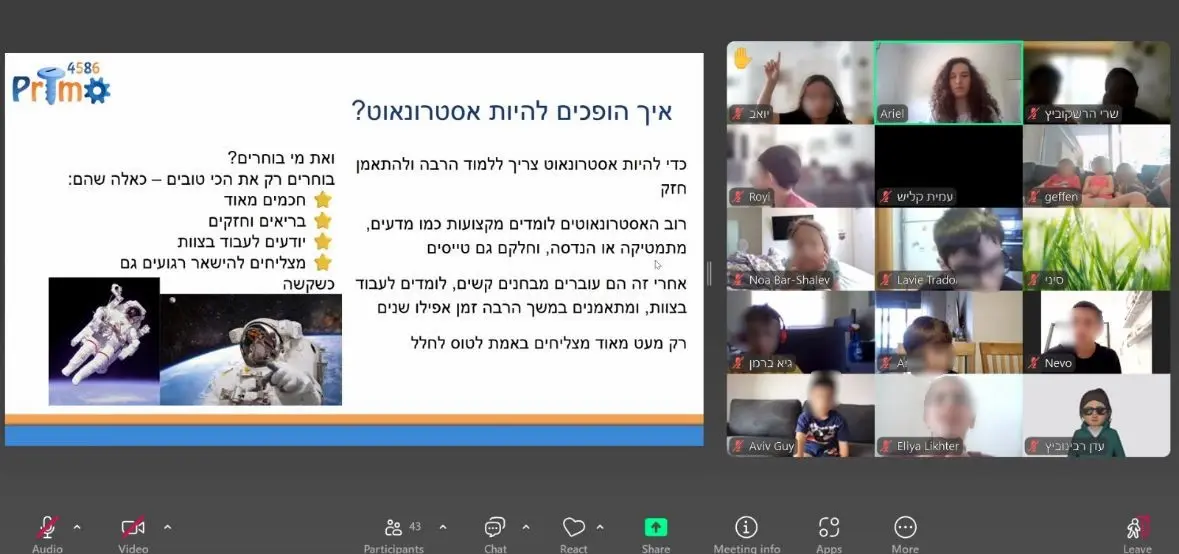 4586
Primo
איך הופכים להיות אסטרונאוט?
כדי להיות אסטרונאוט צריך ללמוד הרבה ולהתאמן
חזק
רוב האסטרונאוטים לומדים מקצועות כמו מדעים,
מתמטיקה או הנדסה, וחלקם גם טייסים
אחרי זה הם עוברים מבחנים קשים, לומדים לעבוד
בצוות, ומתאמנים במשך הרבה זמן אפילו שנים
רק מעט מאוד מצליחים באמת לטוס לחלל
ואת מי בוחרים?
בוחרים רק את הכי טובים – כאלה שהם:
חכמים מאוד
בריאים וחזקים
יודעים לעבוד בצוות
מצליחים להישאר רגועים גם
כשקשה
יואב
Ariel
שרי הרשקוביץ
Royi
עמית קליש
geffen
Noa Bar-Shalev
Lavie Trado
סיני
גיא ברמן
Nevo
Aviv Guy
Eliya Likhter
עדן רבינוביץ
Audio
Video
Participants 43
Chat
React
Share
Meeting info
Apps
More
Leave